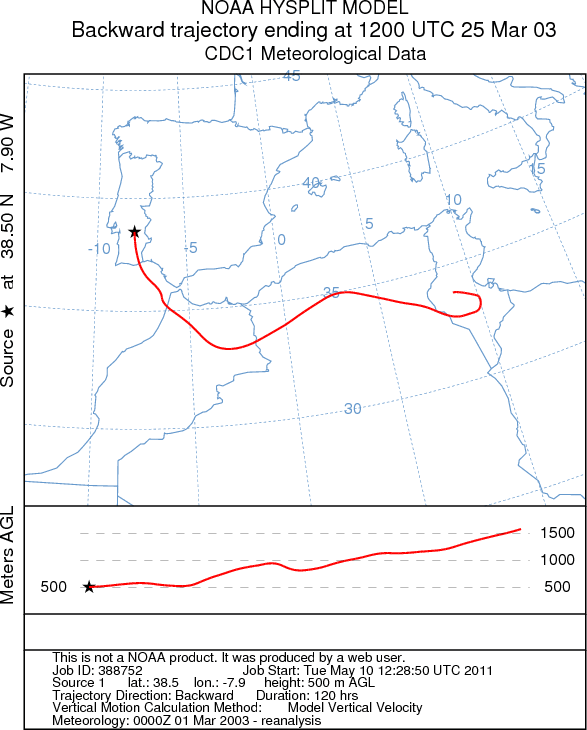 NOAA HYSPLIT MODEL
Backward trajectory ending at 1200 UTC 25 Mar 03
CDC1 Meteorological Data
Source ★ at 38.50 N 7.90 W
45
40
15
10
5
0
-5
-10
5
35
30
Meters AGL
500
1500
1000
500
This is not a NOAA product. It was produced by a web user.
Job ID: 388752 Job Start: Tue May 10 12:28:50 UTC 2011
Source 1 lat.: 38.5 lon.: -7.9 height: 500 m AGL
Trajectory Direction: Backward Duration: 120 hrs
Vertical Motion Calculation Method: Model Vertical Velocity
Meteorology: 0000Z 01 Mar 2003 - reanalysis